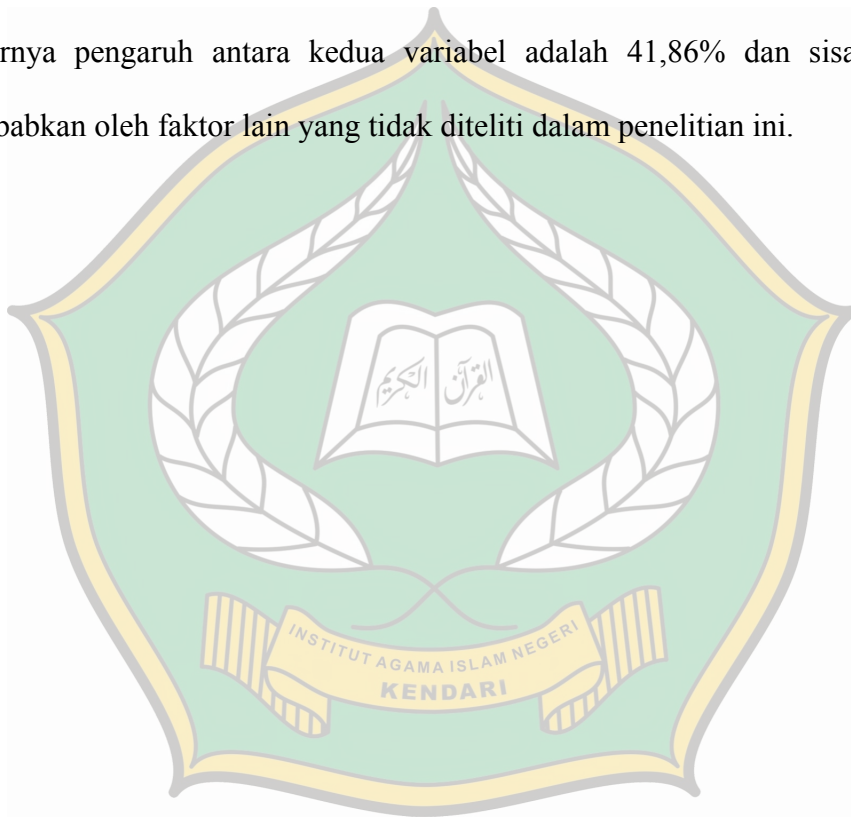 rnya pengaruh antara kedua variabel adalah 41,86% dan sisa
babkan oleh faktor lain yang tidak diteliti dalam penelitian ini.
القرآن الكريم
INSTITUT AGAMA ISLAM NEGERI
KENDARI